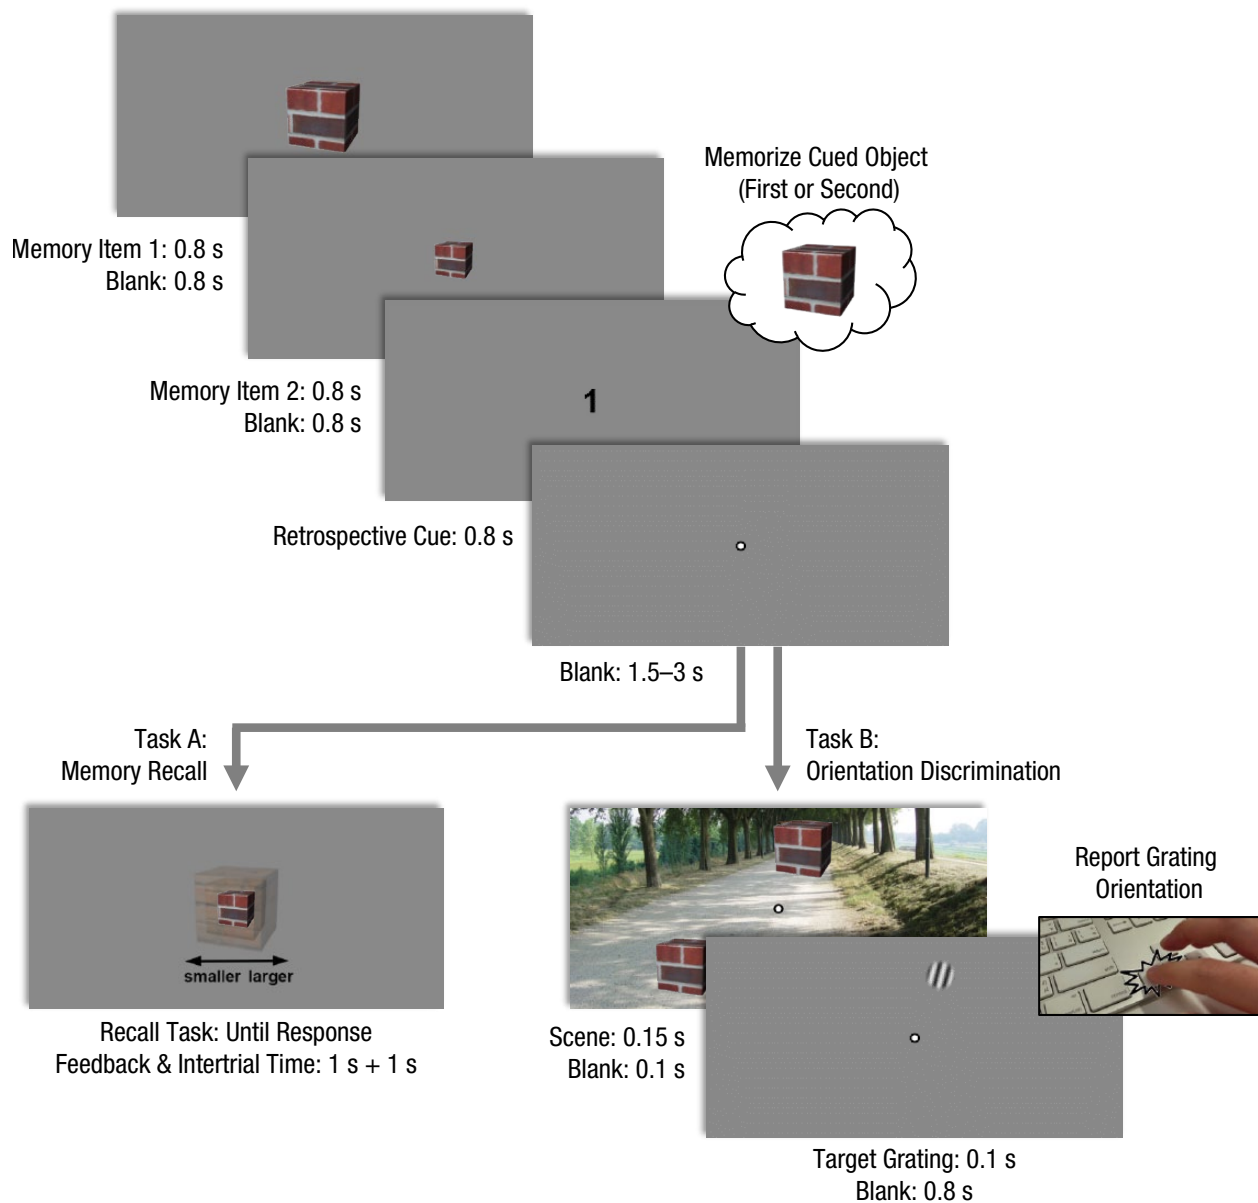 Memorize Cued Object
(First or Second)
Memory Item 1: 0.8 s
Blank: 0.8 s
Memory Item 2: 0.8 s
Blank: 0.8 s
1
Retrospective Cue: 0.8 s
Blank: 1.5–3 s
Task A:
Memory Recall
Task B:
Orientation Discrimination
smaller larger
Recall Task: Until Response
Feedback & Intertrial Time: 1 s + 1 s
Report Grating
Orientation
Scene: 0.15 s
Blank: 0.1 s
Target Grating: 0.1 s
Blank: 0.8 s